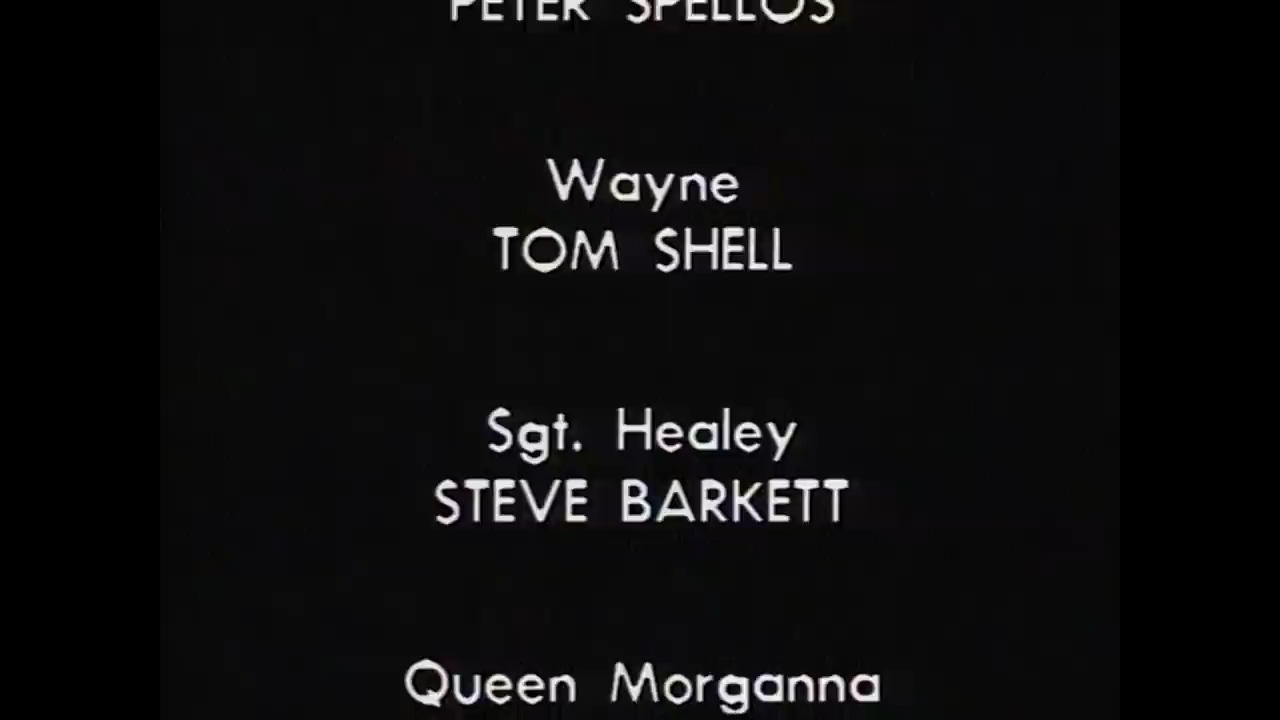 PETER SPELLOS
Wayne
TOM SHELL
Sgt. Healey
STEVE BARKETT
Queen Morganna